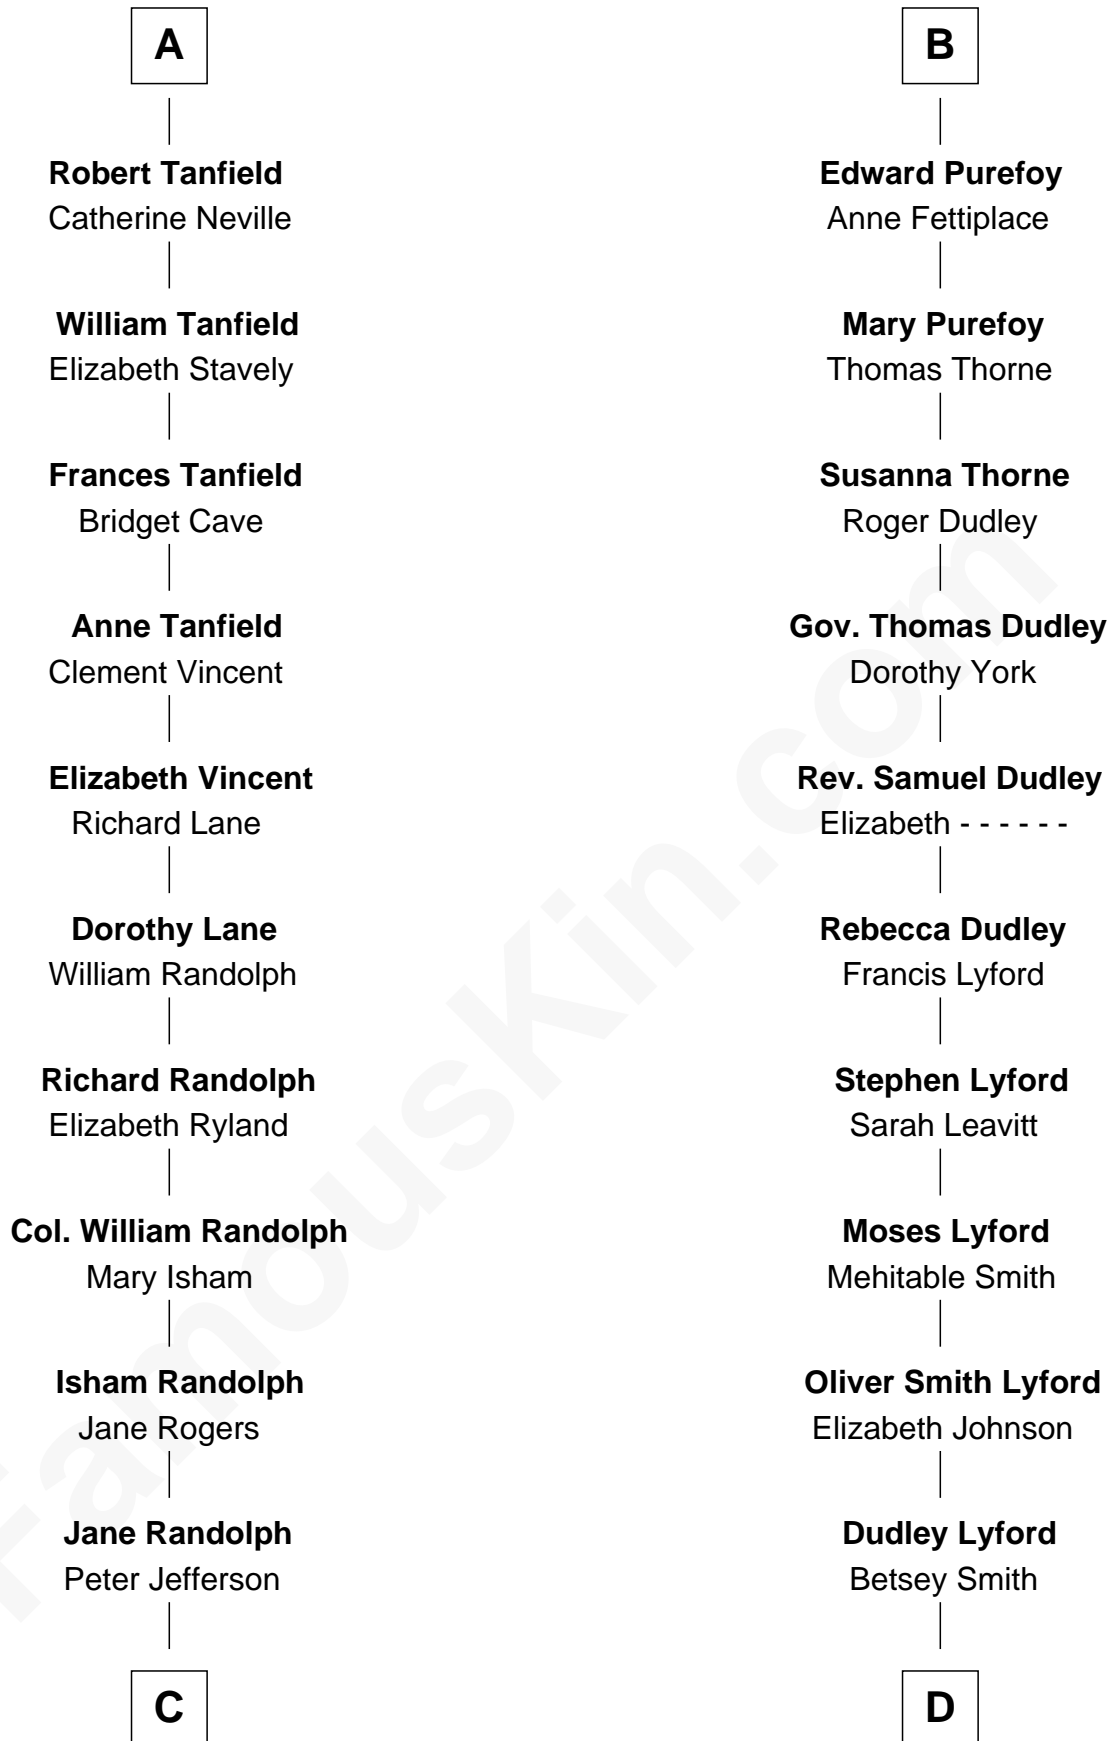 A
Robert Tanfield
Catherine Neville
William Tanfield
Elizabeth Stavely
Frances Tanfield
Bridget Cave
Anne Tanfield
Clement Vincent
Elizabeth Vincent
Richard Lane
Dorothy Lane
William Randolph
Richard Randolph
Elizabeth Ryland
Col. William Randolph
Mary Isham
Isham Randolph
Jane Rogers
Jane Randolph
Peter Jefferson
C
B
Edward Purefoy
Anne Fettiplace
Mary Purefoy
Thomas Thorne
Susanna Thorne
Roger Dudley
Gov. Thomas Dudley
Dorothy York
Rev. Samuel Dudley
Elizabeth - - - - - -
Rebecca Dudley
Francis Lyford
Stephen Lyford
Sarah Leavitt
Moses Lyford
Mehitable Smith
Oliver Smith Lyford
Elizabeth Johnson
Dudley Lyford
Betsey Smith
D
FamousKin.com